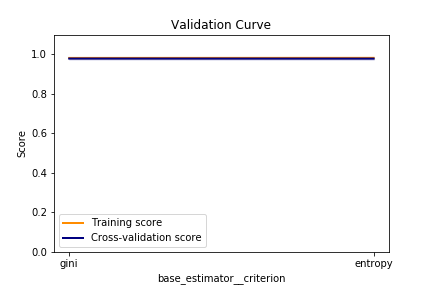 Validation Curve
Score
1.0
0.8
0.6
0.4
0.2
0.0
Training score
Cross-validation score
gini
entropy
base_estimator__criterion